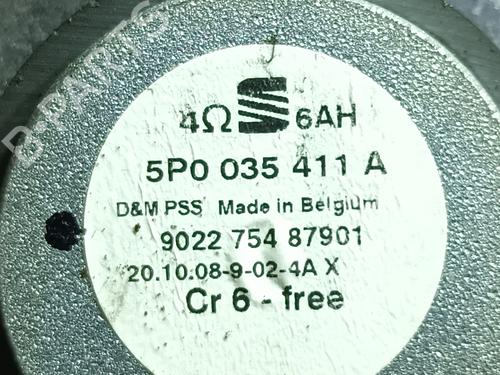 B-PARTS
4Ω 6AH
5P0 035 411 A
D&M PSS Made in Belgium
9022 754 87901
20.10.08-9-02-4A X
Cr 6 - free